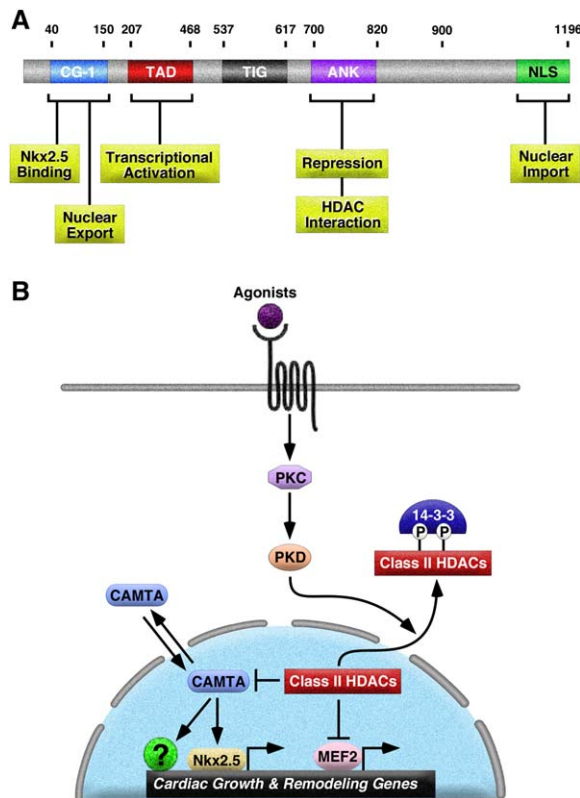 A
40 150 207 468 537 617 700 820 900 1196
CG-1 TAD TIG ANK NLS
Nkx2.5
Binding
Transcriptional
Activation
Repression
Nuclear
Import
Nuclear
Export
HDAC
Interaction
B
Agonists
PKC
14-3-3
P P
PKD
Class II HDACs
CAMTA
CAMTA
Class II HDACs
?
Nkx2.5
MEF2
Cardiac Growth & Remodeling Genes